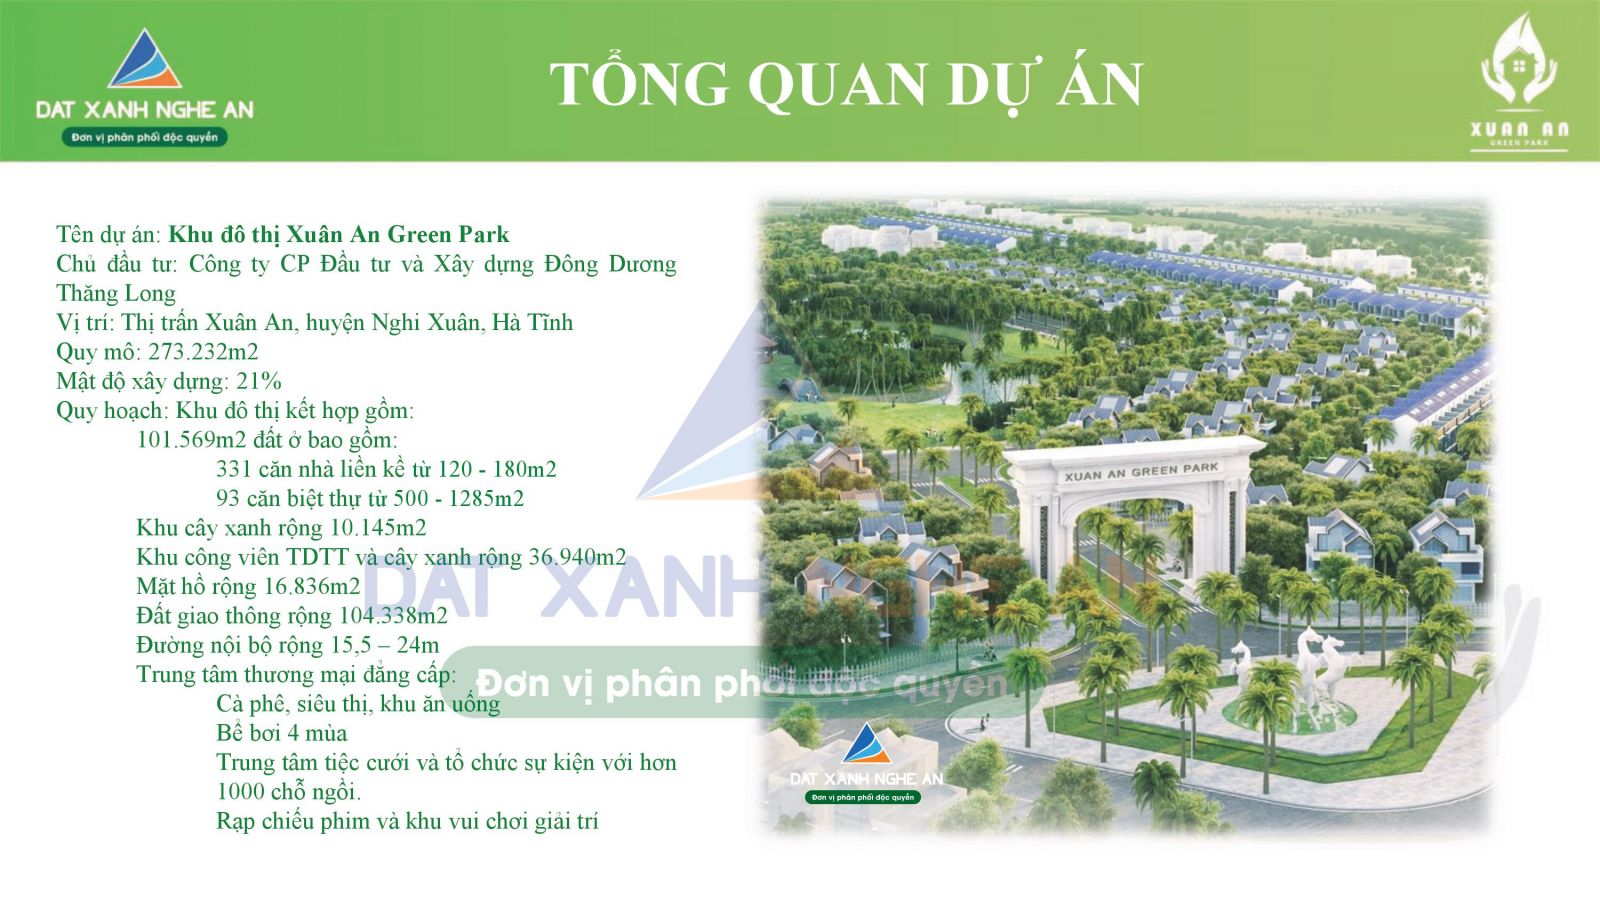 DAT XANH NGHE AN
Đơn vị phân phối độc quyền
TỔNG QUAN DỰ ÁN
XUAN AN
GREEN PARK
Tên dự án: Khu đô thị Xuân An Green Park
Chủ đầu tư: Công ty CP Đầu tư và Xây dựng Đông Dương
Thăng Long
Vị trí: Thị trấn Xuân An, huyện Nghi Xuân, Hà Tĩnh
Quy mô: 273.232m2
Mật độ xây dựng: 21%
Quy hoạch: Khu đô thị kết hợp gồm:
101.569m2 đất ở bao gồm:
331 căn nhà liền kề từ 120 - 180m2
93 căn biệt thự từ 500 - 1285m2
Khu cây xanh rộng 10.145m2
Khu công viên TDTT và cây xanh rộng 36.940m2
Mặt hồ rộng 16.836m2
Đất giao thông rộng 104.338m2
Đường nội bộ rộng 15,5 – 24m
Trung tâm thương mại đẳng cấp:
Cà phê, siêu thị, khu ăn uống
Bể bơi 4 mùa
Trung tâm tiệc cưới và tổ chức sự kiện với hơn
1000 chỗ ngồi.
Rạp chiếu phim và khu vui chơi giải trí
XUAN AN GREEN PARK
DAT XANH NGHE AN
Đơn vị phân phối độc quyền
DAT XANH NGHE AN
Đơn vị phân phối độc quyền